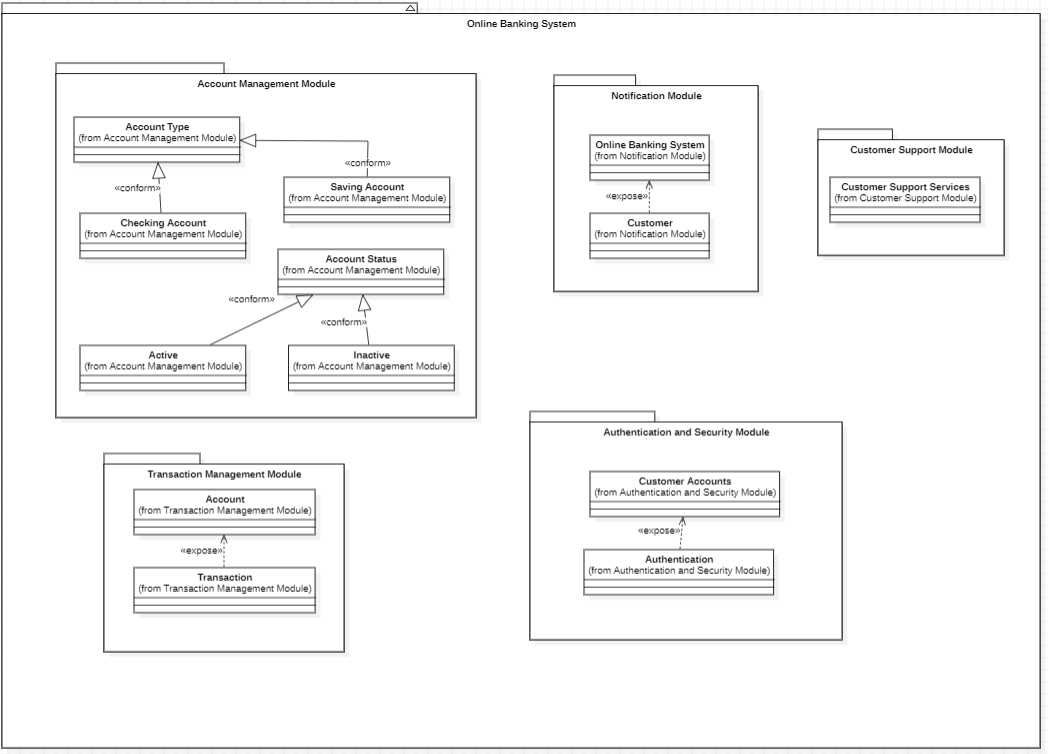 Online Banking System
Account Management Module
Account Type
(from Account Management Module)
«conform»
«conform»
Saving Account
(from Account Management Module)
Checking Account
(from Account Management Module)
Account Status
(from Account Management Module)
«conform»
«conform»
Active
(from Account Management Module)
Inactive
(from Account Management Module)
Notification Module
Online Banking System
(from Notification Module)
«expose»
Customer
(from Notification Module)
Customer Support Module
Customer Support Services
(from Customer Support Module)
Transaction Management Module
Account
(from Transaction Management Module)
«expose»
Transaction
(from Transaction Management Module)
Authentication and Security Module
Customer Accounts
(from Authentication and Security Module)
«expose»
Authentication
(from Authentication and Security Module)